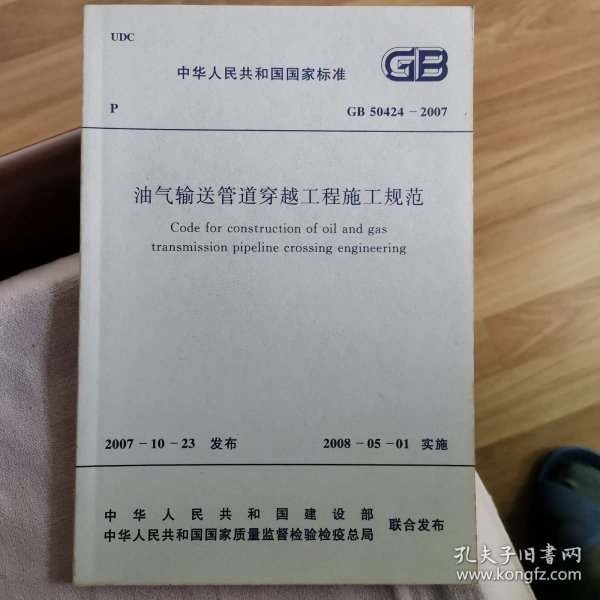 UDC
中华人民共和国国家标准
GB
P
GB 50424－2007
油气输送管道穿越工程施工规范
Code for construction of oil and gas
transmission pipeline crossing engineering
2007－10－23 发布
2008－05－01 实施
中华人民共和国建设部
中华人民共和国国家质量监督检验检疫总局
联合发布
孔夫子旧书网
www.kongfz.com